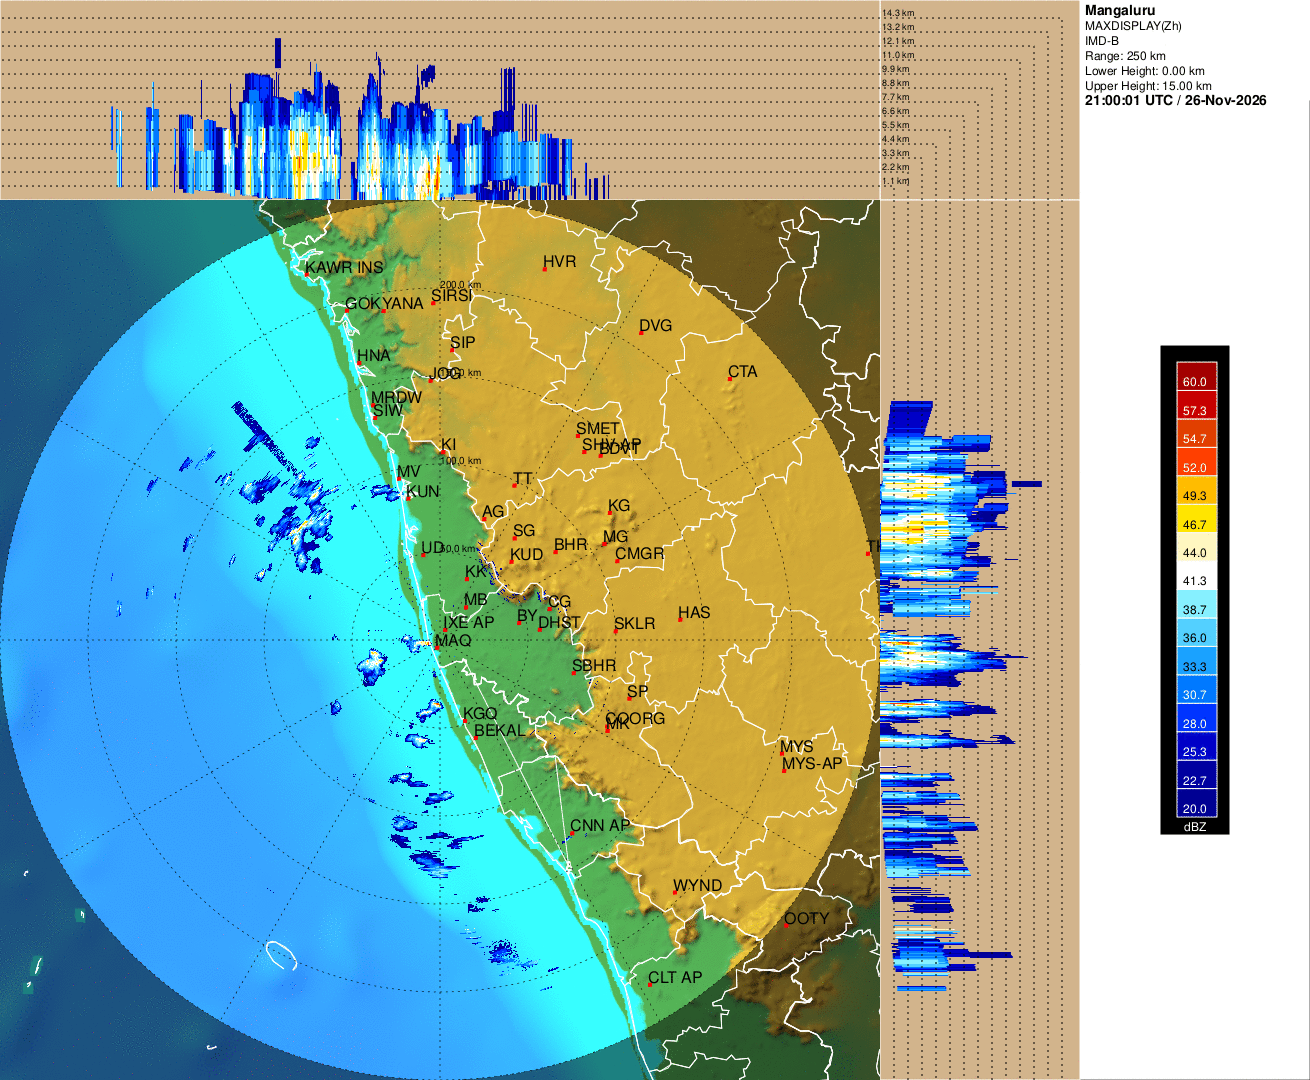 Mangaluru
MAXDISPLAY(Zh)
IMD-B
Range: 250 km
Lower Height: 0.00 km
Upper Height: 15.00 km
21:00:01 UTC / 26-Nov-2026
14.3 km
13.2 km
12.1 km
11.0 km
9.9 km
8.8 km
7.7 km
6.6 km
5.5 km
4.4 km
3.3 km
2.2 km
1.1 km
HVR
KAWR INS
200.0 km
SIRSI
GOKYANA
DVG
SIP
HNA
JOG
CTA
MRDW
SIW
SMET
KI
SHV-AP
BDVT
100.0 km
MV
TT
KUN
KG
AG
SG
MG
BHR
UD
50.0 km
KUD
CMGR
KK
MB
CG
HAS
BY
IXE AP
DHST
SKLR
MAQ
SBHR
SP
KGQ
COORG
MK
BEKAL
MYS
MYS-AP
CNN AP
WYND
OOTY
CLT AP
60.0
57.3
54.7
52.0
49.3
46.7
44.0
41.3
38.7
36.0
33.3
30.7
28.0
25.3
22.7
20.0
dBZ